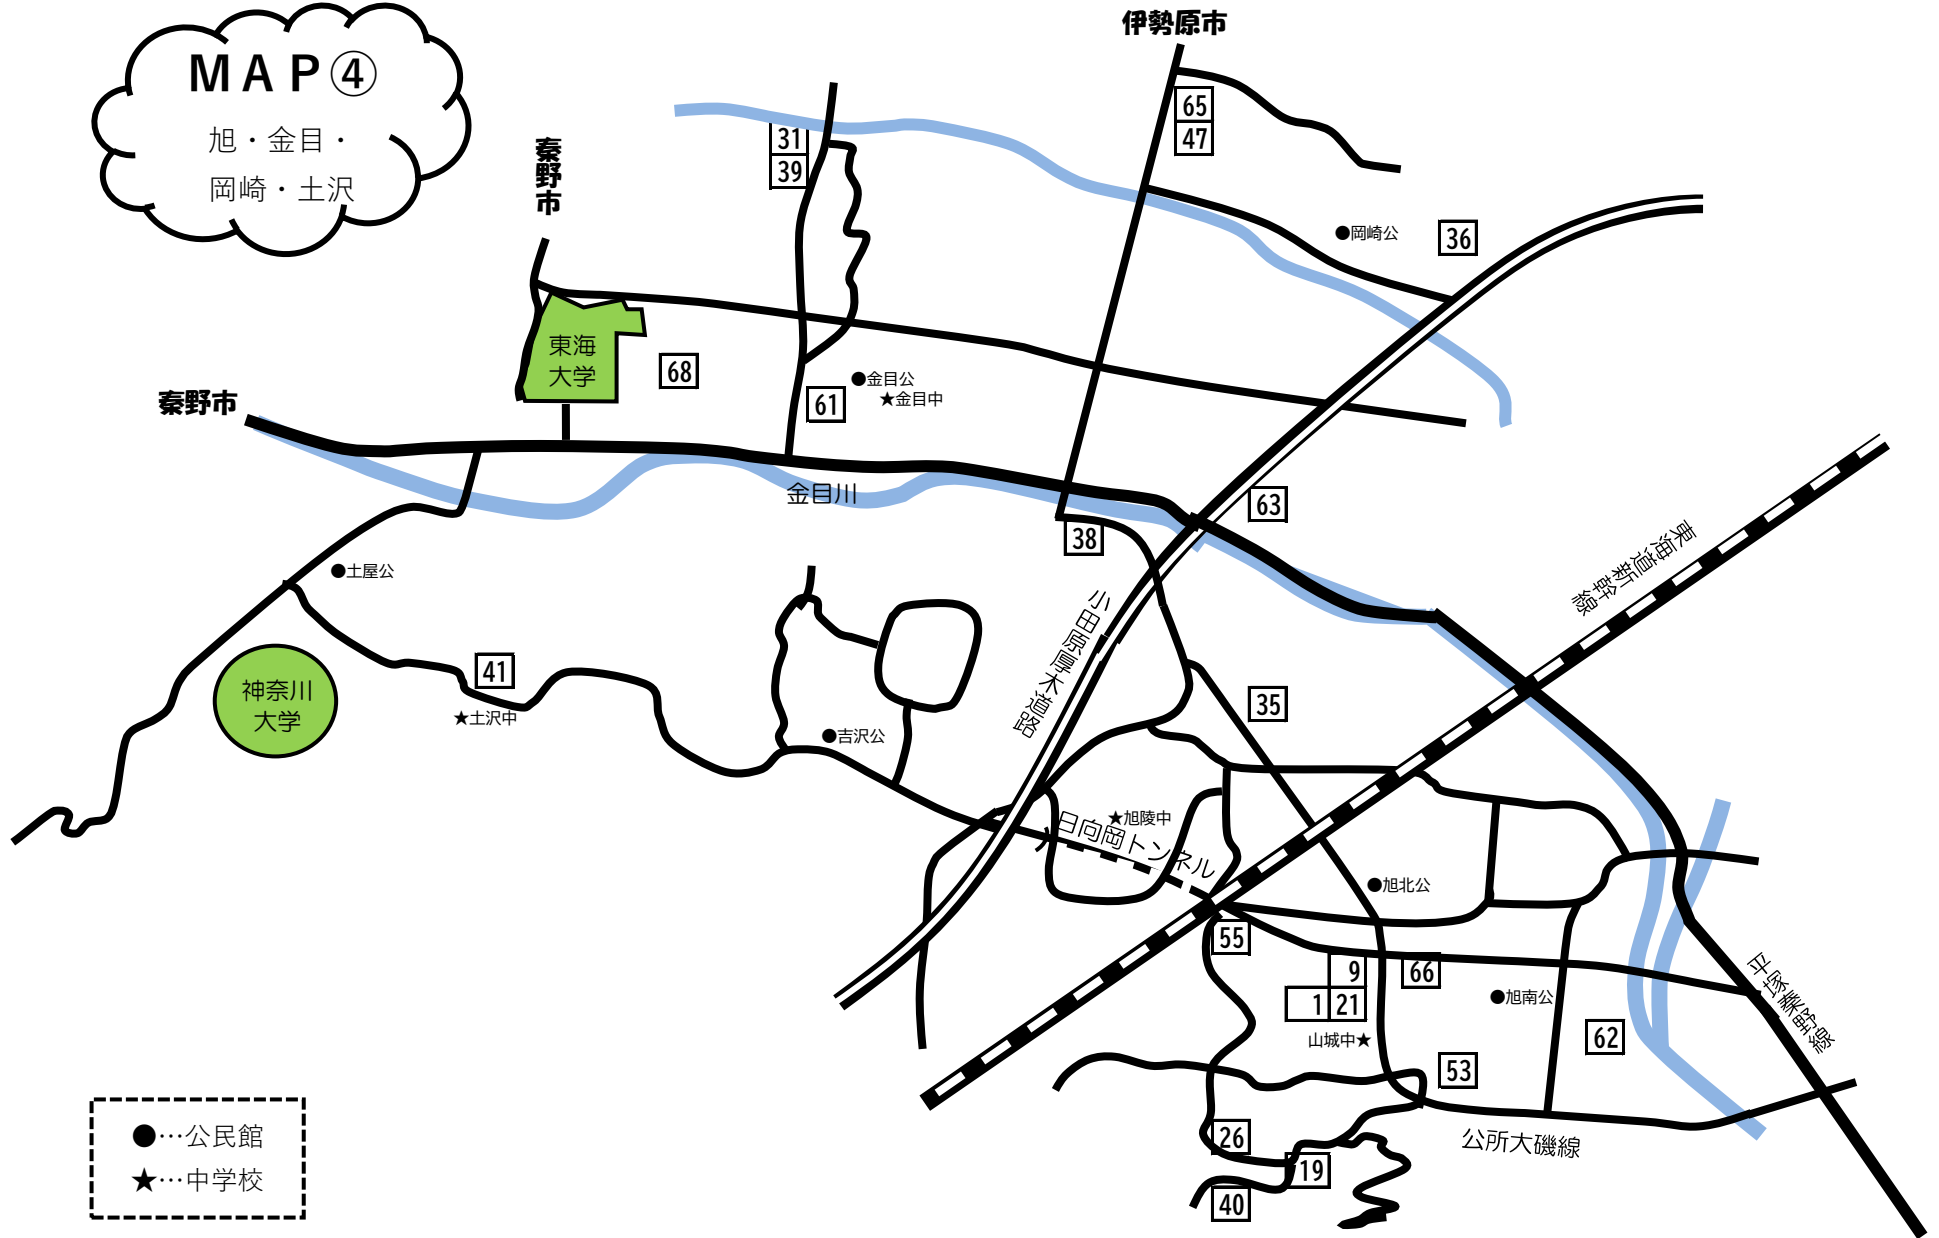 MAP④
旭・金目・
岡崎・土沢
伊勢原市
秦野市
65
47
31
39
●岡崎公
36
東海
大学
68
秦野市
●金目公
★金目中
61
金目川
63
38
東海道新幹線
●土屋公
小田原厚木道路
41
神奈川
大学
★土沢中
35
●吉沢公
★旭陵中
日向岡トンネル
●旭北公
55
9
66
1
21
●旭南公
平塚秦野線
山城中★
62
53
26
公所大磯線
19
40
●…公民館
★…中学校